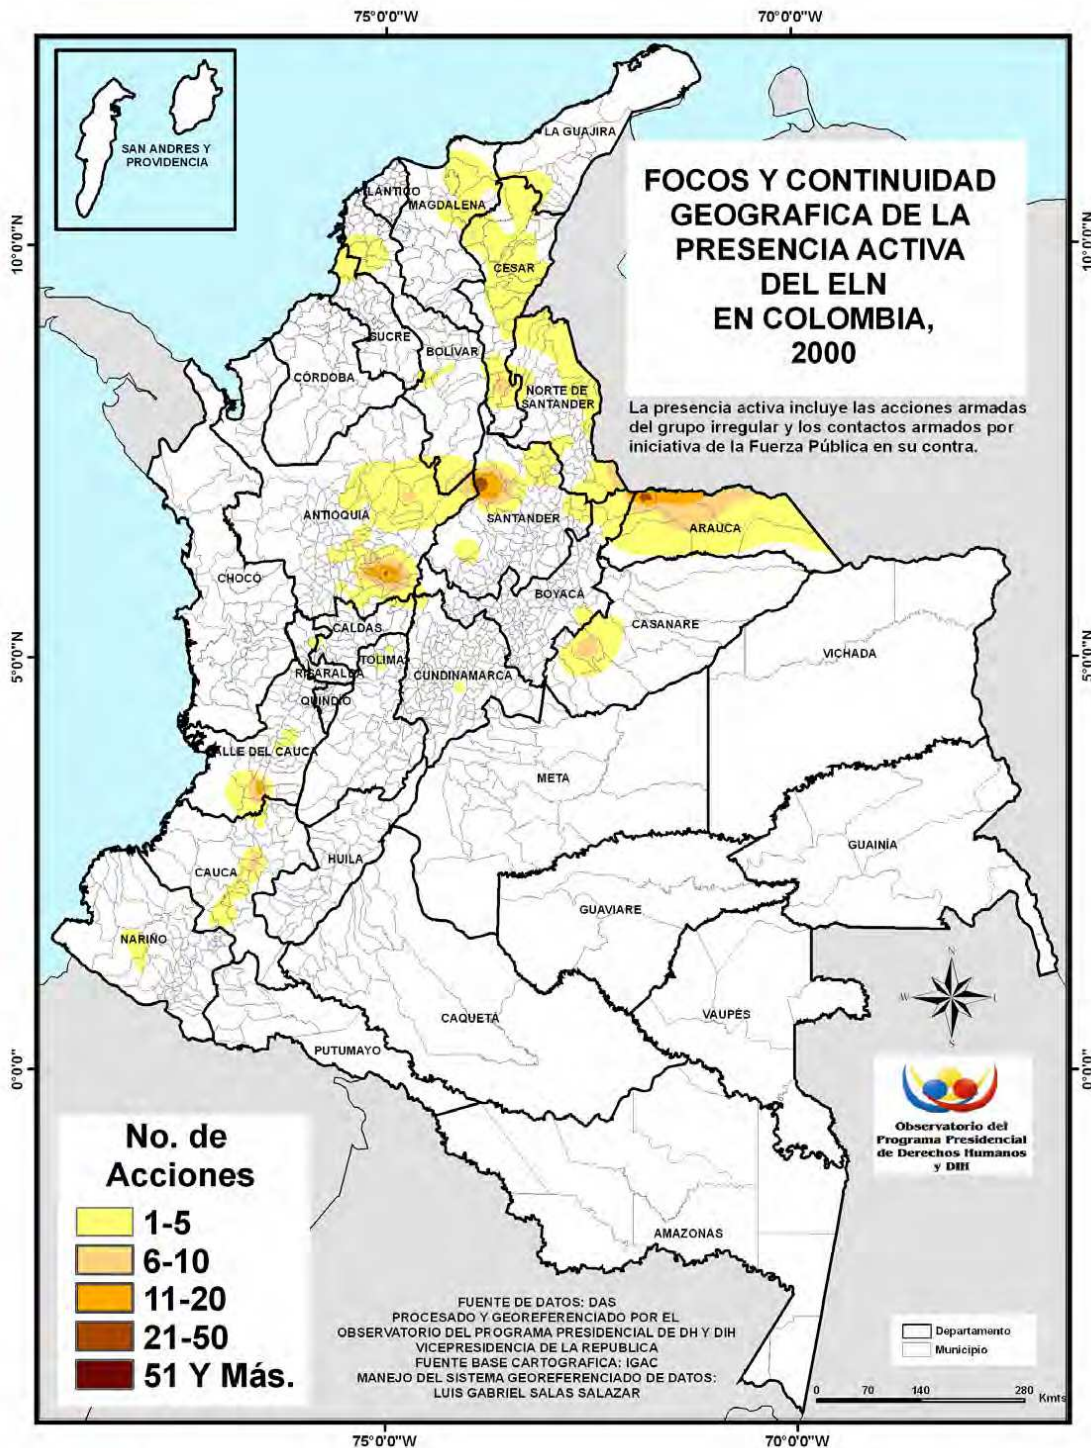 75°0'0"W
70°0'0"W
SAN ANDRES Y
PROVIDENCIA
FOCOS Y CONTINUIDAD
GEOGRAFICA DE LA
PRESENCIA ACTIVA
DEL ELN
EN COLOMBIA,
2000
La presencia activa incluye las acciones armadas
del grupo irregular y los contactos armados por
iniciativa de la Fuerza Pública en su contra.
10°0'0"N
10°0'0"N
LA GUAJIRA
ATLÁNTICO
MAGDALENA
CESAR
SUCRE
BOLÍVAR
CÓRDOBA
NORTE DE
SANTANDER
ANTIOQUIA
SANTANDER
ARAUCA
CHOCÓ
BOYACÁ
CALDAS
CASANARE
5°0'0"N
5°0'0"N
VICHADA
TOLIMA
RISARALDA
CUNDINAMARCA
QUINDÍO
VALLE DEL CAUCA
META
GUAINÍA
CAUCA
HUILA
GUAVIARE
NARIÑO
VAUPÉS
CAQUETÁ
PUTUMAYO
0°0'0"
0°0'0"
N
W
E
S
Observatorio del
Programa Presidencial
de Derechos Humanos
y DIH
No. de
Acciones
1-5
6-10
11-20
21-50
51 Y Más.
AMAZONAS
FUENTE DE DATOS: DAS
PROCESADO Y GEOREFERENCIADO POR EL
OBSERVATORIO DEL PROGRAMA PRESIDENCIAL DE DH Y DIH
VICEPRESIDENCIA DE LA REPUBLICA
FUENTE BASE CARTOGRAFICA: IGAC
MANEJO DEL SISTEMA GEOREFERENCIADO DE DATOS:
LUIS GABRIEL SALAS SALAZAR
Departamento
Municipio
0 70 140 280
Kmts
75°0'0"W
70°0'0"W